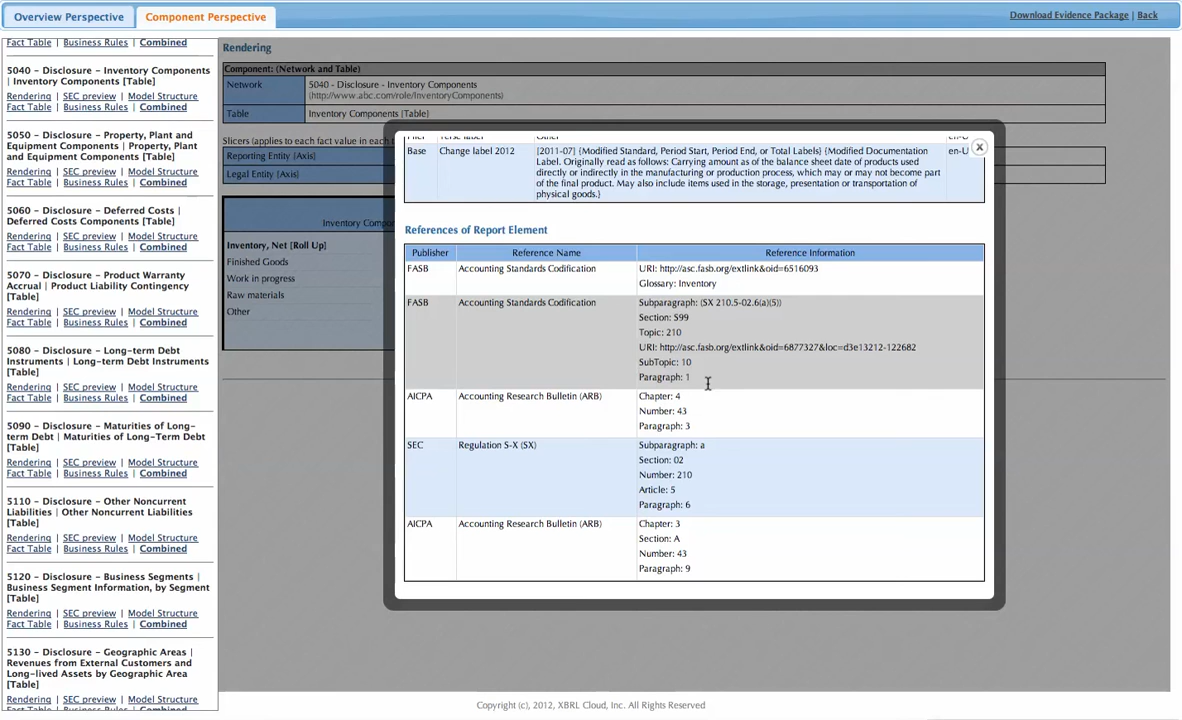 Overview Perspective
Component Perspective
Download Evidence Package | Back
Fact Table | Business Rules | Combined
5040 - Disclosure - Inventory Components
| Inventory Components [Table]
Rendering | SEC preview | Model Structure
Fact Table | Business Rules | Combined
5050 - Disclosure - Property, Plant and
Equipment Components | Property, Plant
and Equipment Components [Table]
Rendering | SEC preview | Model Structure
Fact Table | Business Rules | Combined
5060 - Disclosure - Deferred Costs |
Deferred Costs Components [Table]
Rendering | SEC preview | Model Structure
Fact Table | Business Rules | Combined
5070 - Disclosure - Product Warranty
Accrual | Product Liability Contingency
[Table]
Rendering | SEC preview | Model Structure
Fact Table | Business Rules | Combined
5080 - Disclosure - Long-term Debt
Instruments | Long-term Debt Instruments
[Table]
Rendering | SEC preview | Model Structure
Fact Table | Business Rules | Combined
5090 - Disclosure - Maturities of Long-
term Debt | Maturities of Long-Term Debt
[Table]
Rendering | SEC preview | Model Structure
Fact Table | Business Rules | Combined
5110 - Disclosure - Other Noncurrent
Liabilities | Other Noncurrent Liabilities
[Table]
Rendering | SEC preview | Model Structure
Fact Table | Business Rules | Combined
5120 - Disclosure - Business Segments |
Business Segment Information, by Segment
[Table]
Rendering | SEC preview | Model Structure
Fact Table | Business Rules | Combined
5130 - Disclosure - Geographic Areas |
Revenues from External Customers and
Long-lived Assets by Geographic Area
[Table]
Rendering | SEC preview | Model Structure
Fact Table | Business Rules | Combined
Rendering
Component: (Network and Table)
Network 5040 - Disclosure - Inventory Components
(http://www.abc.com/role/InventoryComponents)
Table Inventory Components [Table]
Slicers (applies to each fact value in each
Reporting Entity [Axis]
Legal Entity [Axis]
Inventory
Inventory, Net [Roll Up]
Finished Goods
Work in progress
Raw materials
Other
Base Change label 2012 [2011-07] {Modified Standard, Period Start, Period End, or Total Labels} {Modified Documentation
Label. Originally read as follows: Carrying amount as of the balance sheet date of products used
directly or indirectly in the manufacturing or production process, which may or may not become part
of the final product. May also include items used in the storage, presentation or transportation of
physical goods.}
en-U
References of Report Element
Publisher Reference Name Reference Information
FASB Accounting Standards Codification URI: http://asc.fasb.org/extlink&oid=6516093
Glossary: Inventory
FASB Accounting Standards Codification Subparagraph: (SX 210.5-02.6(a)(5))
Section: S99
Topic: 210
URI: http://asc.fasb.org/extlink&oid=6877327&loc=d3e13212-122682
SubTopic: 10
Paragraph: 1
AICPA Accounting Research Bulletin (ARB) Chapter: 4
Number: 43
Paragraph: 3
SEC Regulation S-X (SX) Subparagraph: a
Section: 02
Number: 210
Article: 5
Paragraph: 6
AICPA Accounting Research Bulletin (ARB) Chapter: 3
Section: A
Number: 43
Paragraph: 9
Copyright (c), 2012, XBRL Cloud, Inc. All Rights Reserved